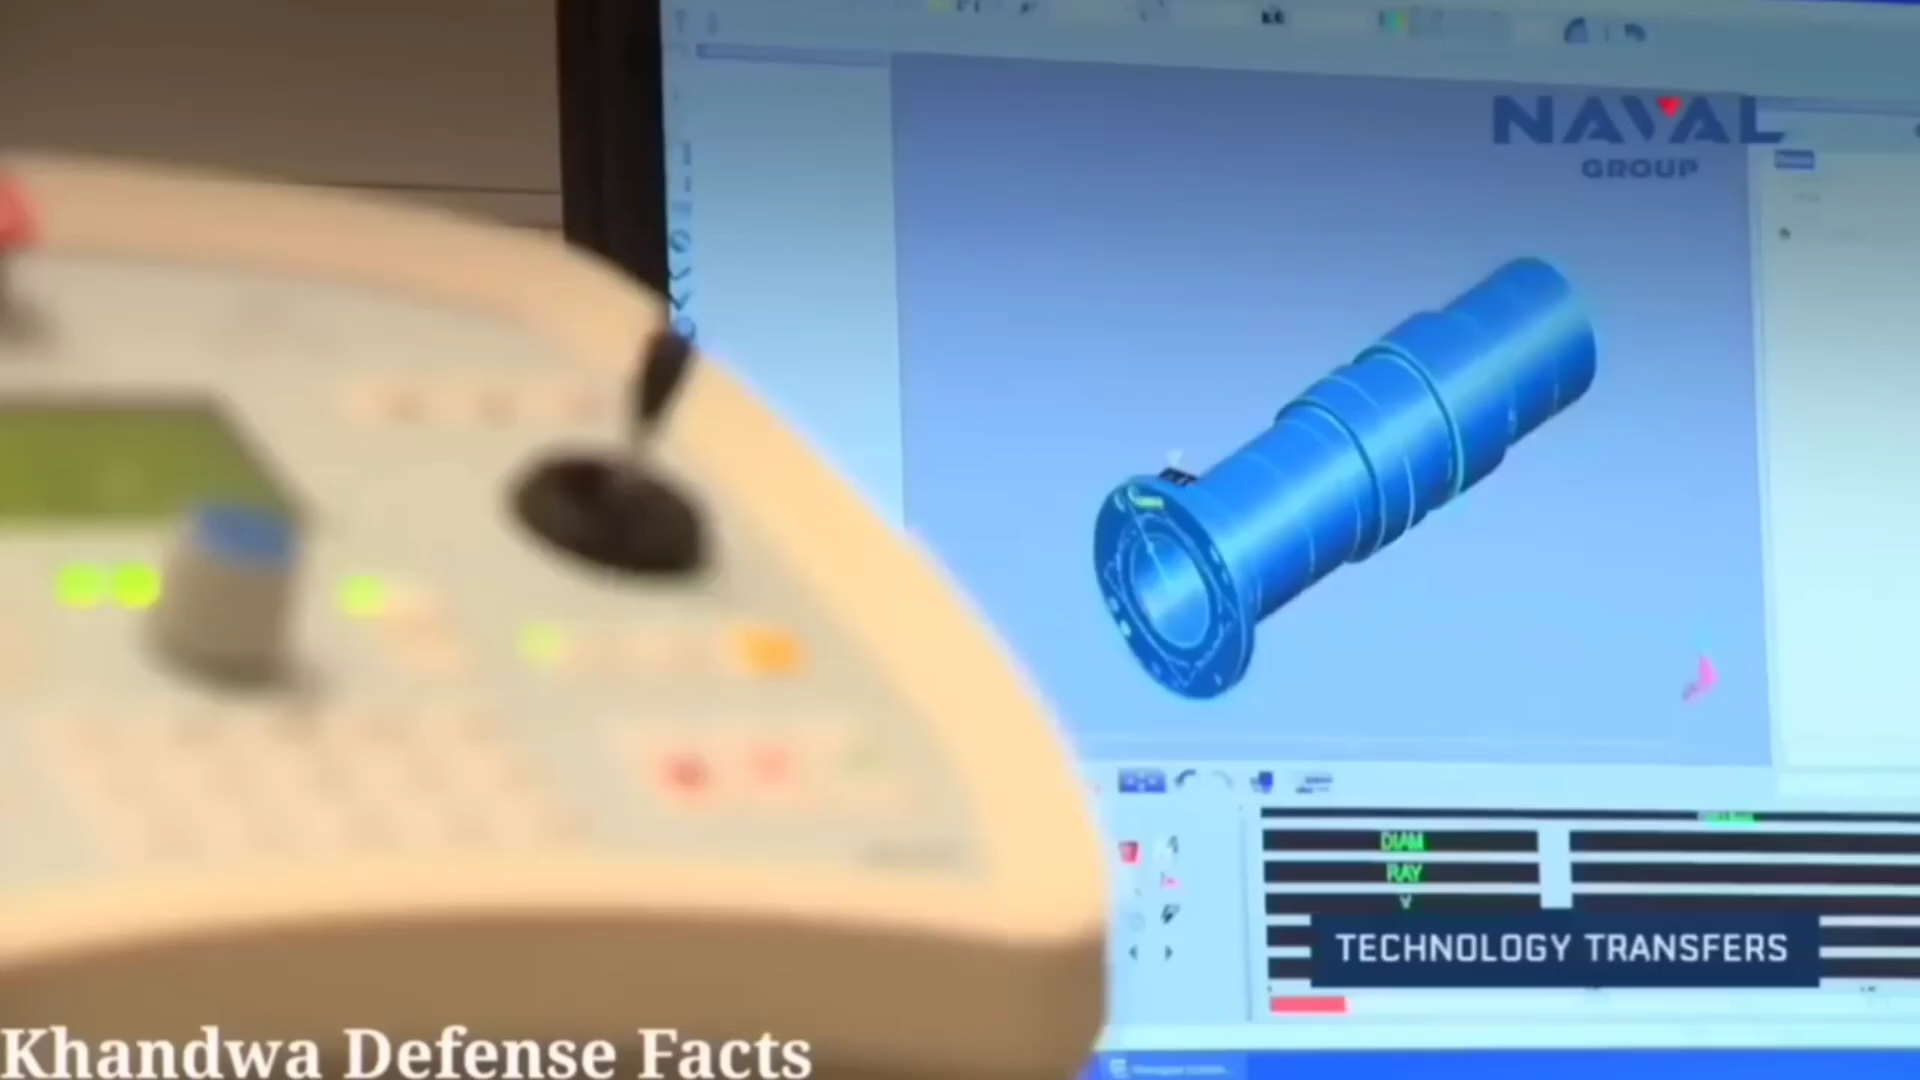 NAVAL
GROUP
DIAM
RAY
Y
TECHNOLOGY TRANSFERS
Khandwa Defense Facts